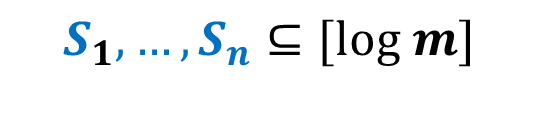 S₁, … , Sₙ ⊆ [log m]